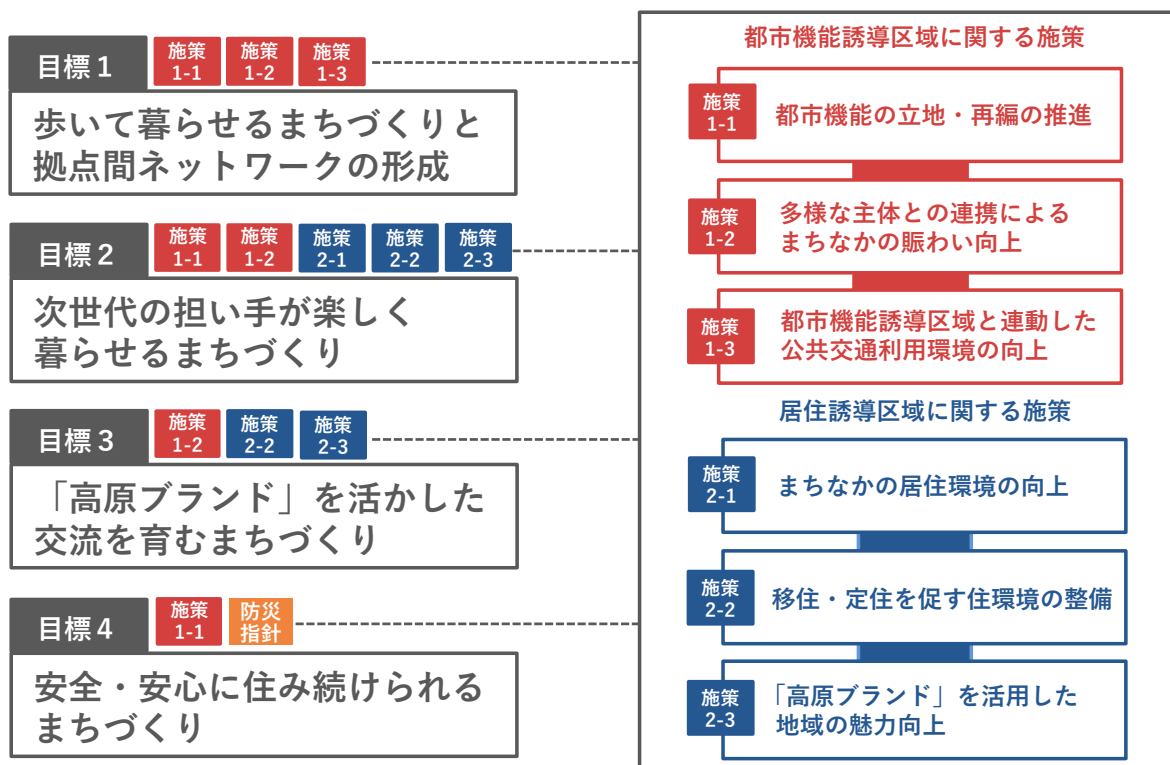 目標1
施策
1-1
施策
1-2
施策
1-3
歩いて暮らせるまちづくりと
拠点間ネットワークの形成
目標2
施策
1-1
施策
1-2
施策
2-1
施策
2-2
施策
2-3
次世代の担い手が楽しく
暮らせるまちづくり
目標3
施策
1-2
施策
2-2
施策
2-3
「高原ブランド」を活かした
交流を育むまちづくり
目標4
施策
1-1
防災
指針
安全・安心に住み続けられる
まちづくり
都市機能誘導区域に関する施策
施策
1-1
都市機能の立地・再編の推進
施策
1-2
多様な主体との連携による
まちなかの賑わい向上
施策
1-3
都市機能誘導区域と連動した
公共交通利用環境の向上
居住誘導区域に関する施策
施策
2-1
まちなかの居住環境の向上
施策
2-2
移住・定住を促す住環境の整備
施策
2-3
「高原ブランド」を活用した
地域の魅力向上